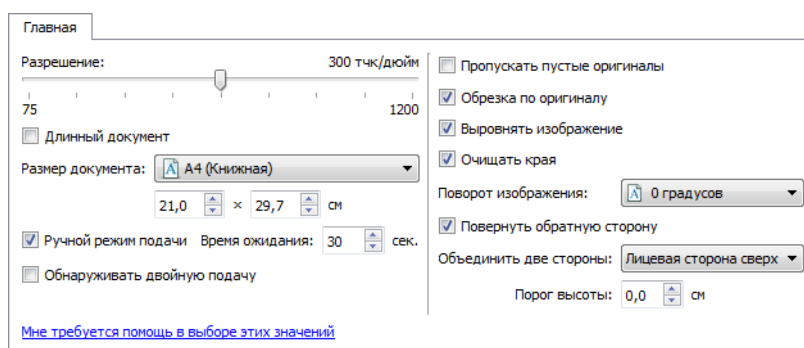 Главная
Разрешение: 300 тчк/дюйм
75 1200
Длинный документ
Размер документа: A4 (Книжная)
21,0 × 29,7 см
Ручной режим подачи Время ожидания: 30 сек.
Обнаруживать двойную подачу
Мне требуется помощь в выборе этих значений
Пропускать пустые оригиналы
Обрезка по оригиналу
Выровнять изображение
Очищать края
Поворот изображения: 0 градусов
Повернуть обратную сторону
Объединить две стороны: Лицевая сторона сверх
Порог высоты: 0,0 см